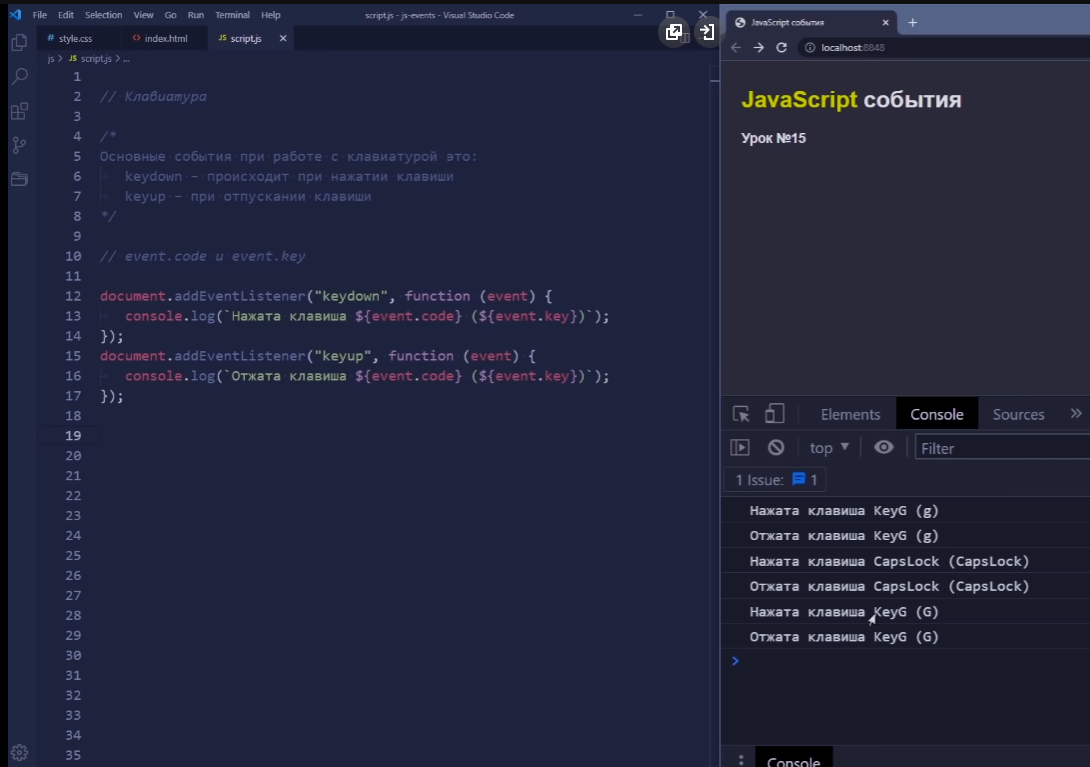 File Edit Selection View Go Run Terminal Help script.js - js-events - Visual Studio Code
# style.css <> index.html JS script.js
js > JS script.js > ...
1
2 // Клавиатура
3
4 /*
5 Основные события при работе с клавиатурой это:
6 keydown – происходит при нажатии клавиши
7 keyup – при отпускании клавиши
8 */
9
10 // event.code и event.key
11
12 document.addEventListener("keydown", function (event) {
13 console.log(`Нажата клавиша ${event.code} (${event.key})`);
14 });
15 document.addEventListener("keyup", function (event) {
16 console.log(`Отжата клавиша ${event.code} (${event.key})`);
17 });
18
19
20
21
22
23
24
25
26
27
28
29
30
31
32
33
34
35
JavaScript события
localhost:8848
JavaScript события
Урок №15
Elements Console Sources
top Filter
1 Issue: 1
Нажата клавиша KeyG (g)
Отжата клавиша KeyG (g)
Нажата клавиша CapsLock (CapsLock)
Отжата клавиша CapsLock (CapsLock)
Нажата клавиша KeyG (G)
Отжата клавиша KeyG (G)
Console